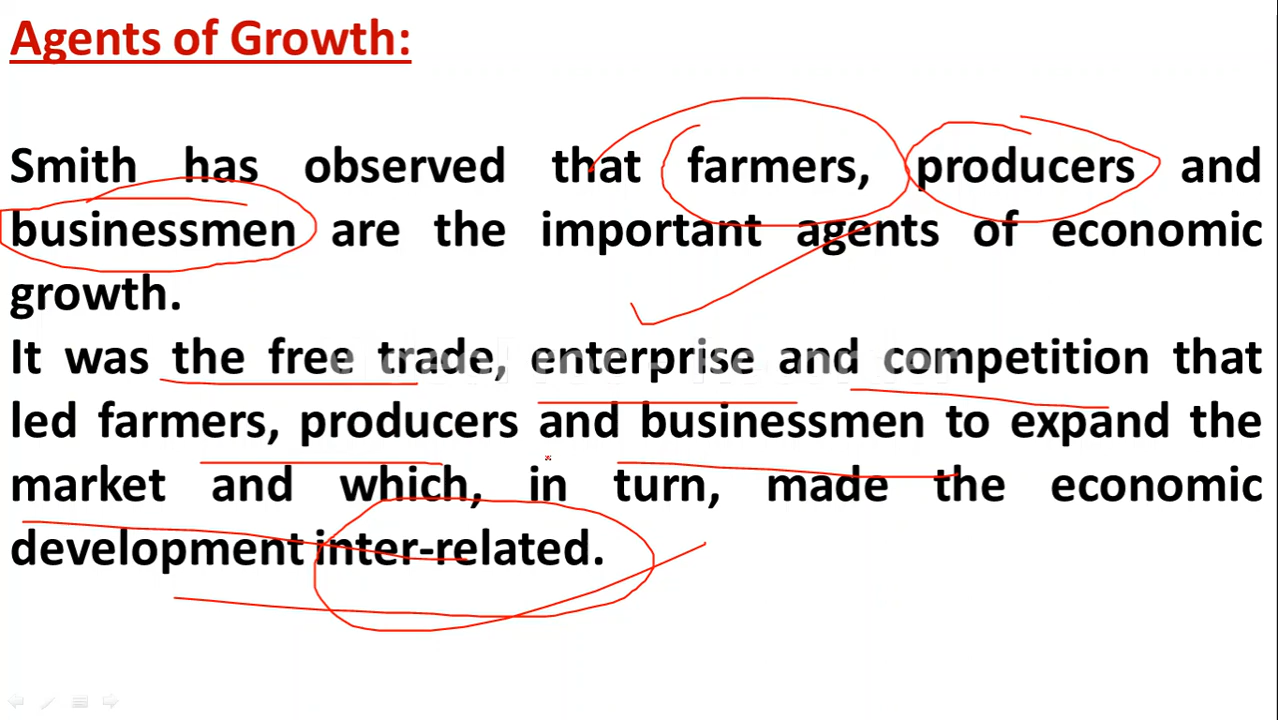 Agents of Growth:
Smith has observed that farmers, producers and
businessmen are the important agents of economic
growth.
It was the free trade, enterprise and competition that
led farmers, producers and businessmen to expand the
market and which, in turn, made the economic
development inter-related.